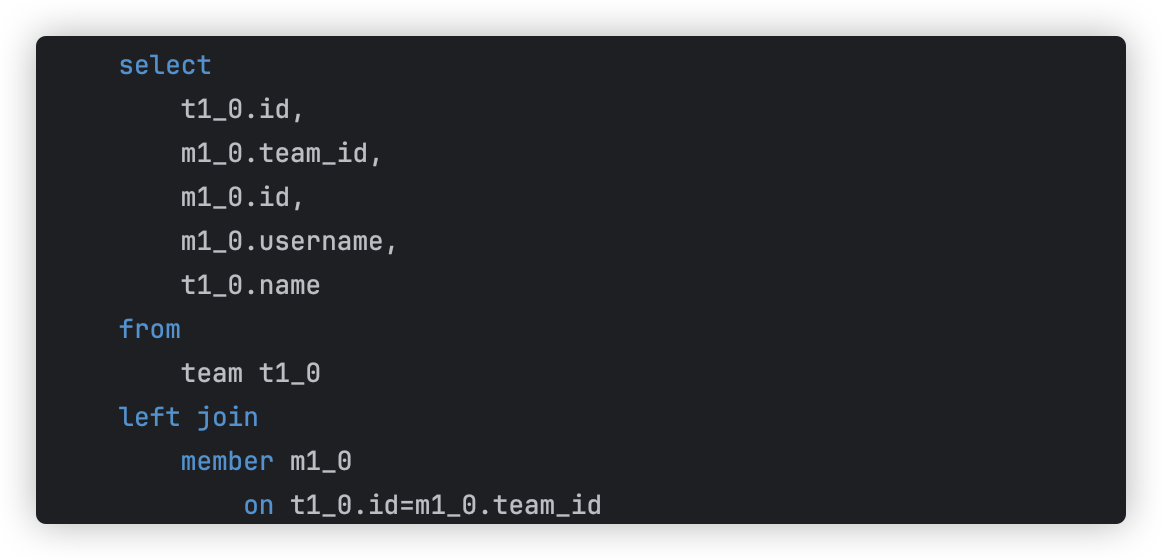 select
t1_0.id,
m1_0.team_id,
m1_0.id,
m1_0.username,
t1_0.name
from
team t1_0
left join
member m1_0
on t1_0.id=m1_0.team_id